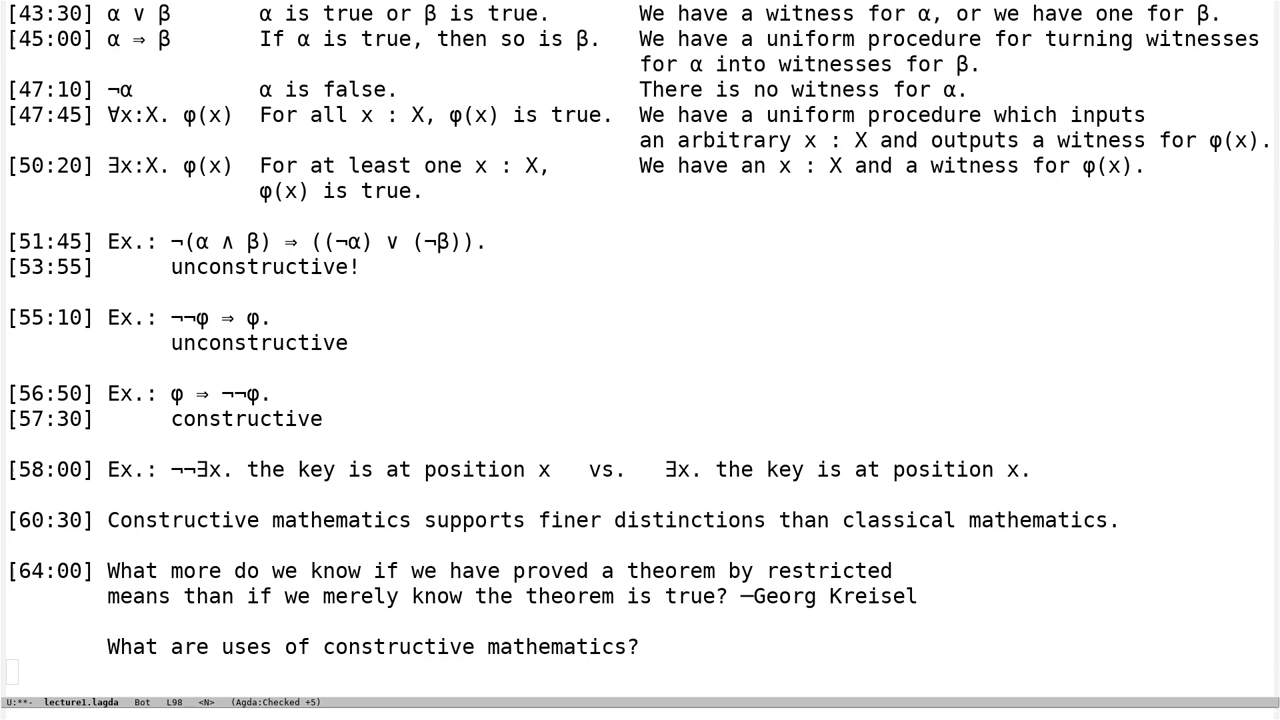 [43:30] α ∨ β       α is true or β is true.       We have a witness for α, or we have one for β.
[45:00] α ⇒ β       If α is true, then so is β.   We have a uniform procedure for turning witnesses
                                                  for α into witnesses for β.
[47:10] ¬α          α is false.                   There is no witness for α.
[47:45] ∀x:X. φ(x)  For all x : X, φ(x) is true.  We have a uniform procedure which inputs
                                                  an arbitrary x : X and outputs a witness for φ(x).
[50:20] ∃x:X. φ(x)  For at least one x : X,       We have an x : X and a witness for φ(x).
                    φ(x) is true.
[51:45] Ex.: ¬(α ∧ β) ⇒ ((¬α) ∨ (¬β)).
[53:55]      unconstructive!
[55:10] Ex.: ¬¬φ ⇒ φ.
             unconstructive
[56:50] Ex.: φ ⇒ ¬¬φ.
[57:30]      constructive
[58:00] Ex.: ¬¬∃x. the key is at position x   vs.   ∃x. the key is at position x.
[60:30] Constructive mathematics supports finer distinctions than classical mathematics.
[64:00] What more do we know if we have proved a theorem by restricted
        means than if we merely know the theorem is true? —Georg Kreisel
        What are uses of constructive mathematics?
U:**-  lecture1.lagda   Bot   L98   <N>   (Agda:Checked +5)